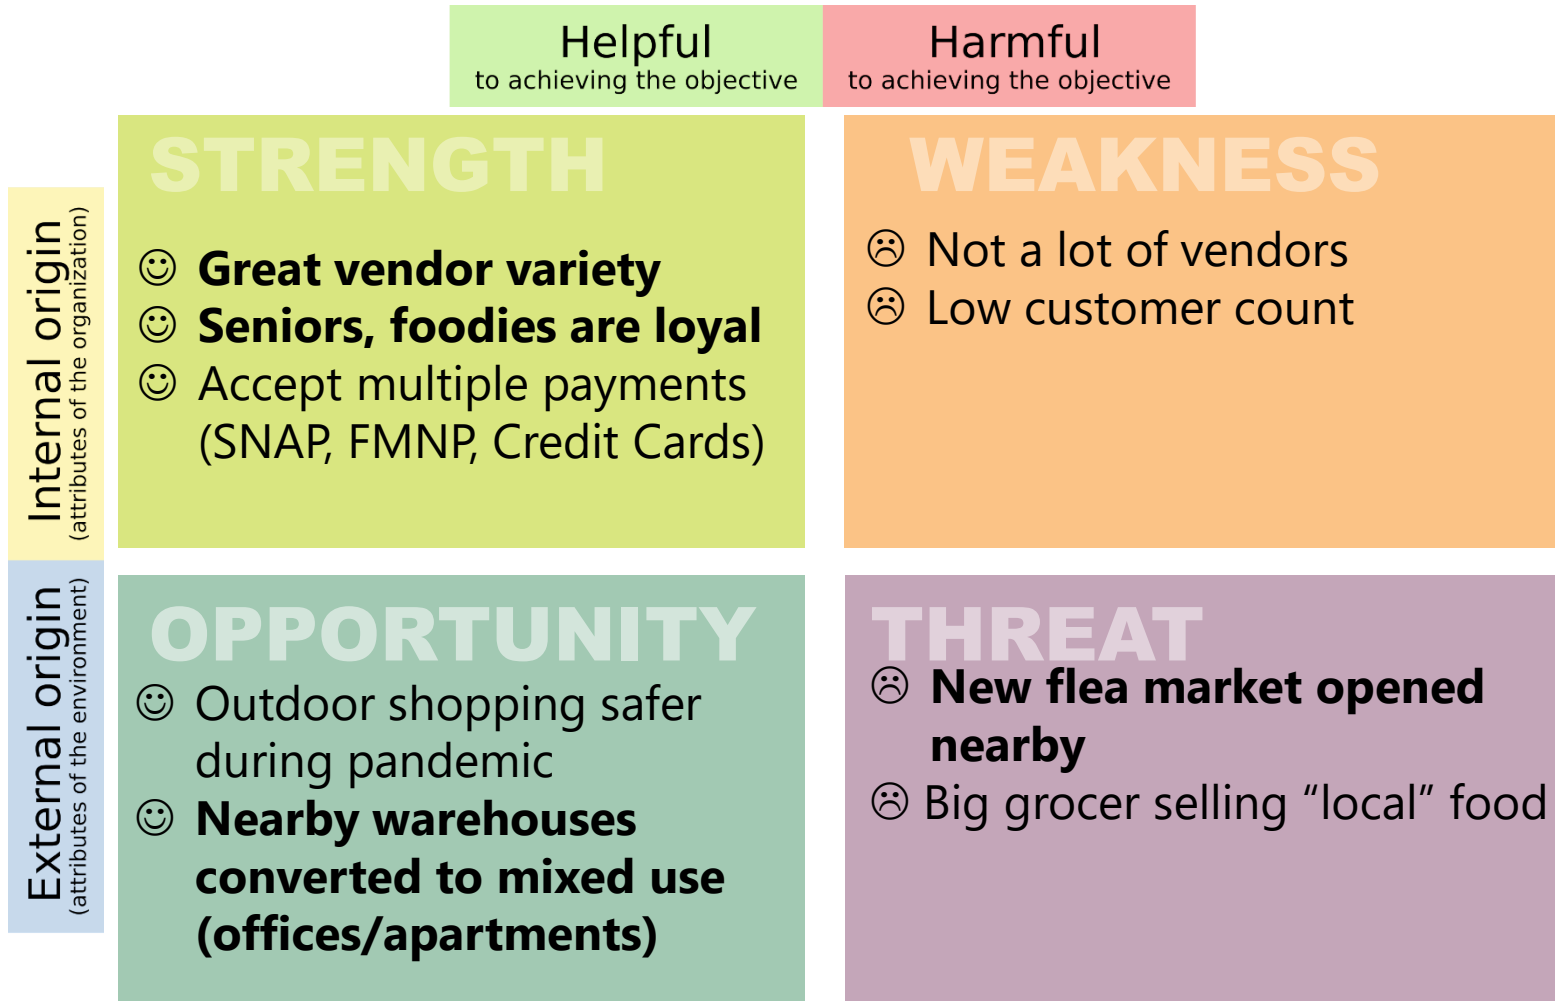 Helpful
to achieving the objective
Harmful
to achieving the objective
Internal origin
(attributes of the organization)
STRENGTH
Great vendor variety
Seniors, foodies are loyal
Accept multiple payments
(SNAP, FMNP, Credit Cards)
WEAKNESS
Not a lot of vendors
Low customer count
External origin
(attributes of the environment)
OPPORTUNITY
Outdoor shopping safer
during pandemic
Nearby warehouses
converted to mixed use
(offices/apartments)
THREAT
New flea market opened
nearby
Big grocer selling “local” food